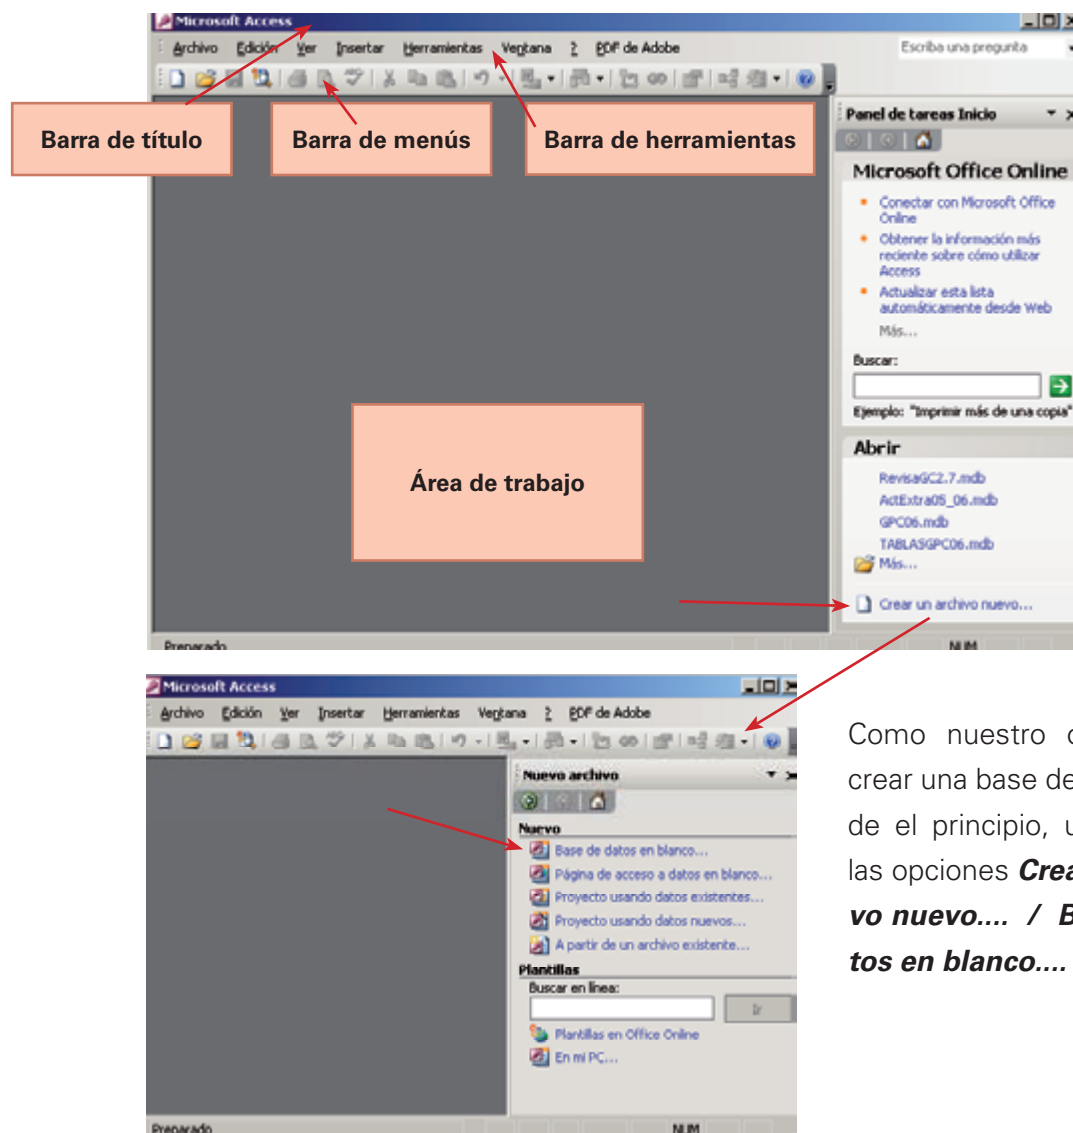 Microsoft Access
Archivo Edición Ver Insertar Herramientas Ventana ? PDF de Adobe
Escriba una pregunta
Barra de título
Barra de menús
Barra de herramientas
Panel de tareas Inicio
Microsoft Office Online
Conectar con Microsoft Office
Online
Obtener la información más
reciente sobre cómo utilizar
Access
Actualizar esta lista
automáticamente desde Web
Más...
Buscar:
Ejemplo: "Imprimir más de una copia"
Abrir
RevisaGC2.7.mdb
ActExtra05_06.mdb
GPC06.mdb
TABLASGPC06.mdb
Más...
Crear un archivo nuevo...
Área de trabajo
Preparado
NUM
Microsoft Access
Archivo Edición Ver Insertar Herramientas Ventana ? PDF de Adobe
Nuevo archivo
Nuevo
Base de datos en blanco...
Página de acceso a datos en blanco...
Proyecto usando datos existentes...
Proyecto usando datos nuevos...
A partir de un archivo existente...
Plantillas
Buscar en línea:
Ir
Plantillas en Office Online
En mi PC...
Preparado
NUM
Como nuestro
crear una base de
de el principio, u
las opciones Crea
vo nuevo.... / B
tos en blanco....